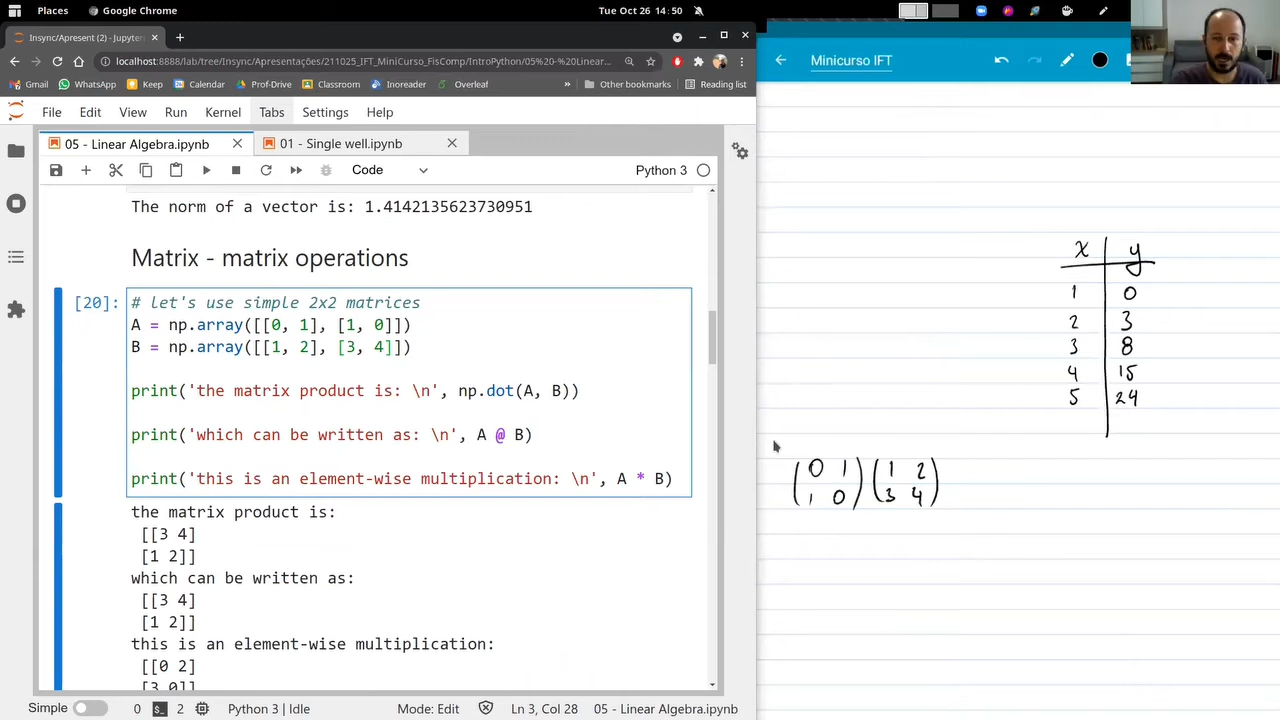 Places
Google Chrome
Tue Oct 26 14:50
Insync/Apresent (2) - Jupyter
localhost:8888/lab/tree/Insync/Apresentações/211025_IFT_MiniCurso_FisComp/IntroPython/05%20-%20Linear...
Gmail WhatsApp Keep Calendar Prof-Drive Classroom Inoreader Overleaf » Other bookmarks Reading list
File Edit View Run Kernel Tabs Settings Help
05 - Linear Algebra.ipynb
01 - Single well.ipynb
Code
Python 3
The norm of a vector is: 1.4142135623730951
Matrix - matrix operations
[20]: # let's use simple 2x2 matrices
A = np.array([[0, 1], [1, 0]])
B = np.array([[1, 2], [3, 4]])
print('the matrix product is: \n', np.dot(A, B))
print('which can be written as: \n', A @ B)
print('this is an element-wise multiplication: \n', A * B)
the matrix product is:
[[3 4]
[1 2]]
which can be written as:
[[3 4]
[1 2]]
this is an element-wise multiplication:
[[0 2]
[3 0]]
Simple 0 2 Python 3 | Idle Mode: Edit Ln 3, Col 28 05 - Linear Algebra.ipynb
Minicurso IFT
x y
1 0
2 3
3 8
4 15
5 24
(0 1) (1 2)
(1 0) (3 4)